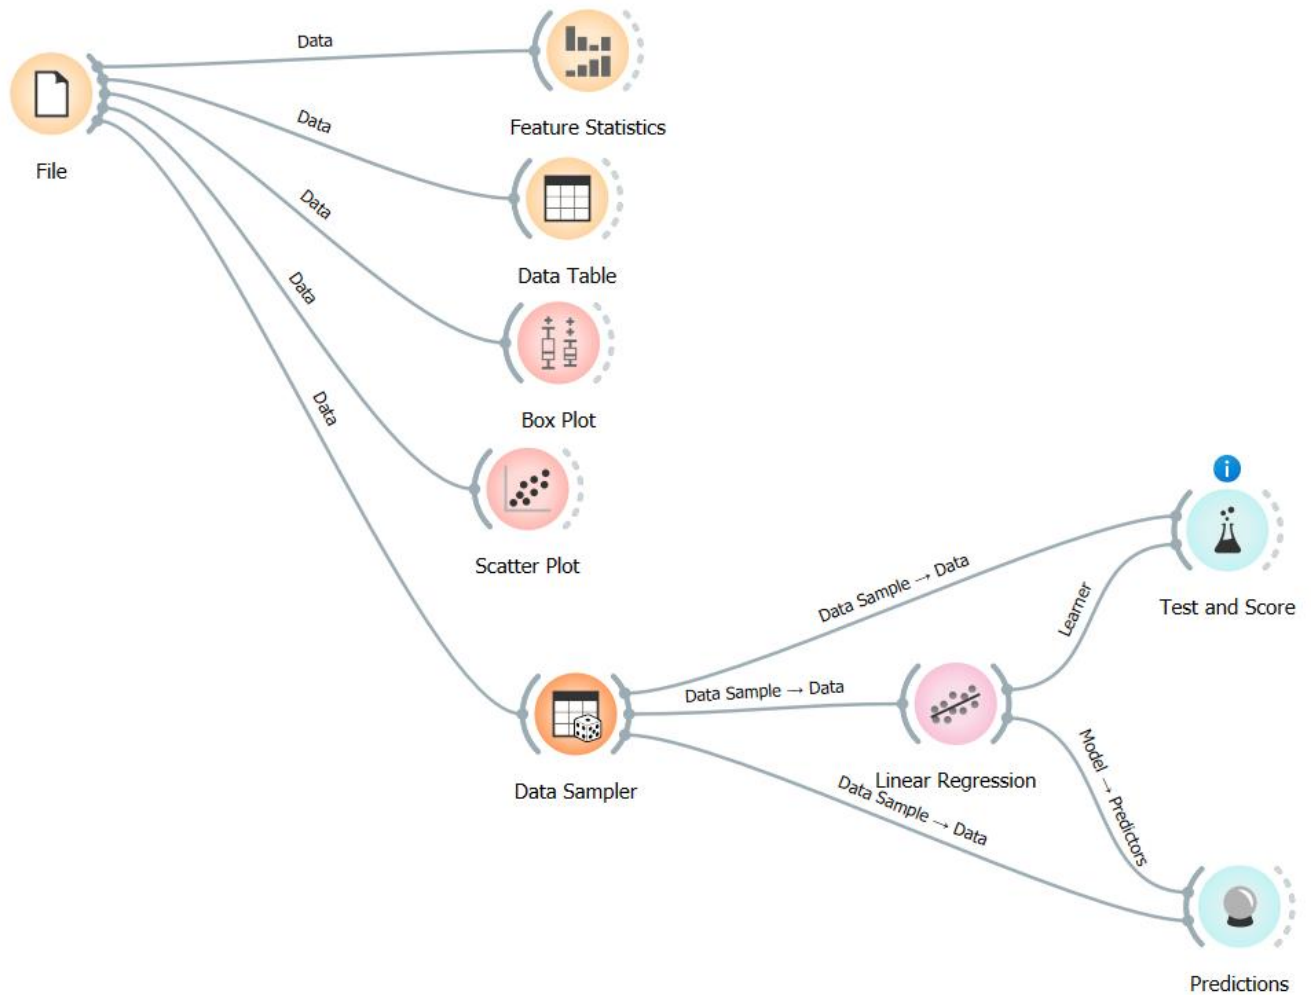 Data
Feature Statistics
File
Data
Data Table
Data
Box Plot
Data
Scatter Plot
Data
i
Test and Score
Data Sample → Data
Learner
Data Sample → Data
Linear Regression
Data Sampler
Data Sample → Data
Model → Predictors
Predictions